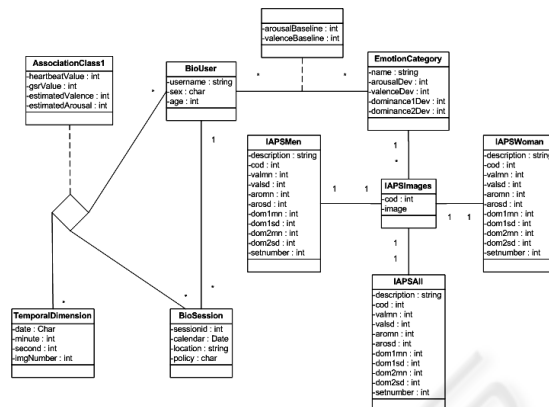 -arousalBaseline : int
-valenceBaseline : int
AssociationClass1
-heartbeatValue : int
-gsrValue : int
-estimatedValence : int
-estimatedArousal : int
BioUser
-username : string
-sex : char
-age : int
EmotionCategory
-name : string
-arousalDev : int
-valenceDev : int
-dominance1Dev : int
-dominance2Dev : int
*
*
*
1
1
*
IAPSMen
-description : string
-cod : int
-valmn : int
-valsd : int
-aromn : int
-arosd : int
-dom1mn : int
-dom1sd : int
-dom2mn : int
-dom2sd : int
-setnumber : int
1
1
IAPSImages
-cod : int
-image
1
1
IAPSWoman
-description : string
-cod : int
-valmn : int
-valsd : int
-aromn : int
-arosd : int
-dom1mn : int
-dom1sd : int
-dom2mn : int
-dom2sd : int
-setnumber : int
1
1
IAPSAll
-description : string
-cod : int
-valmn : int
-valsd : int
-aromn : int
-arosd : int
-dom1mn : int
-dom1sd : int
-dom2mn : int
-dom2sd : int
-setnumber : int
*
*
*
TemporalDimension
-date : Char
-minute : int
-second : int
-imgNumber : int
BioSession
-sessionid : int
-calendar : Date
-location : string
-policy : char